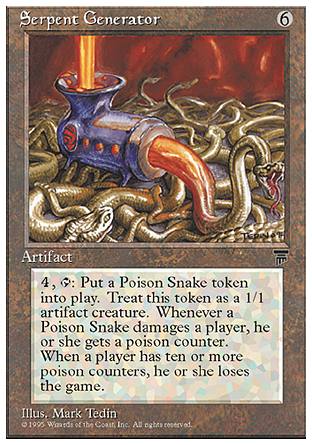 Serpent Generator 6
TEDIN 94
Artifact
4, : Put a Poison Snake token
into play. Treat this token as a 1/1
artifact creature. Whenever a
Poison Snake damages a player, he
or she gets a poison counter.
When a player has ten or more
poison counters, he or she loses
the game.
Illus. Mark Tedin
© 1995 Wizards of the Coast, Inc. All rights reserved.